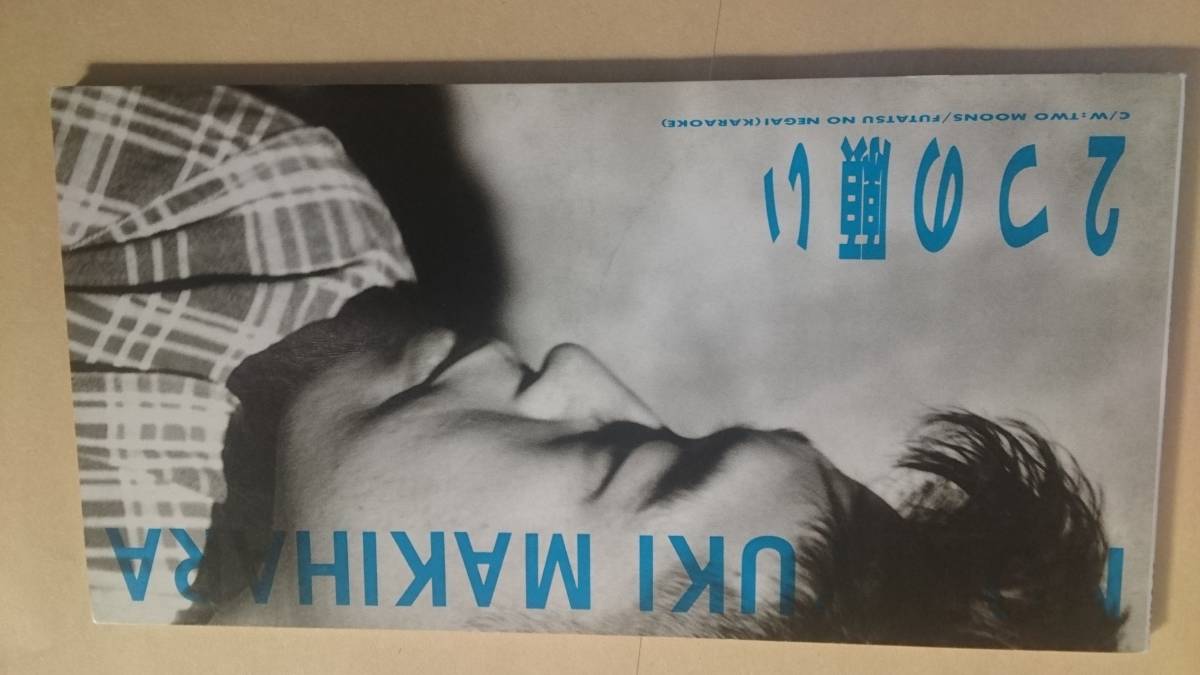 UKI MAKIHARA
2つの願い
C/W:TWO MOONS/FUTATSU NO NEGAI(KARAOKE)